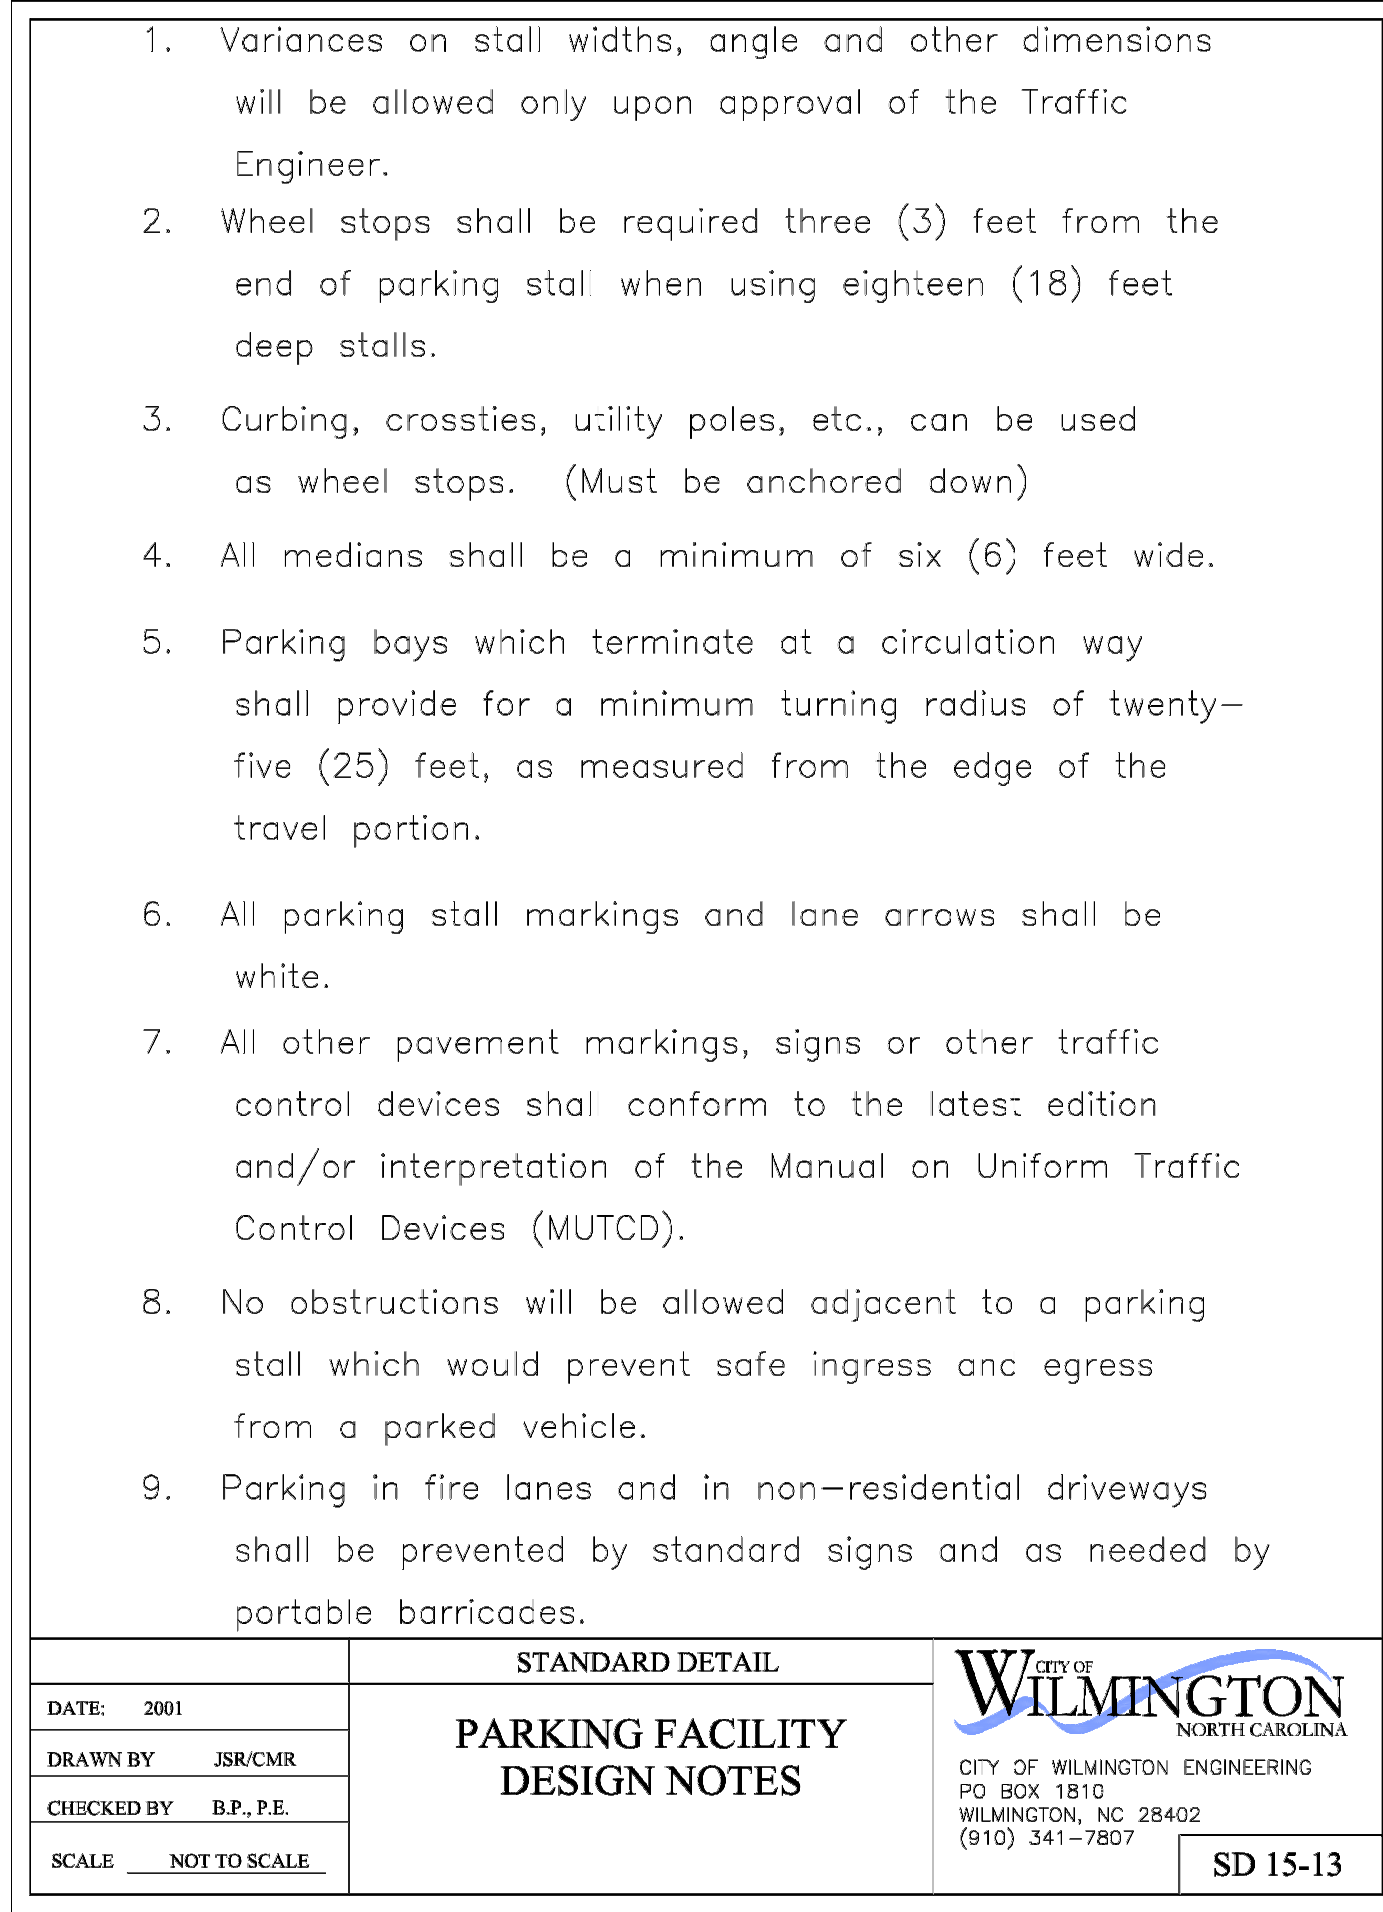 1. Variances on stall widths, angle and other dimensions
will be allowed only upon approval of the Traffic
Engineer.
2. Wheel stops shall be required three (3) feet from the
end of parking stall when using eighteen (18) feet
deep stalls.
3. Curbing, crossties, utility poles, etc., can be used
as wheel stops. (Must be anchored down)
4. All medians shall be a minimum of six (6) feet wide.
5. Parking bays which terminate at a circulation way
shall provide for a minimum turning radius of twenty-
five (25) feet, as measured from the edge of the
travel portion.
6. All parking stall markings and lane arrows shall be
white.
7. All other pavement markings, signs or other traffic
control devices shall conform to the latest edition
and/or interpretation of the Manual on Uniform Traffic
Control Devices (MUTCD).
8. No obstructions will be allowed adjacent to a parking
stall which would prevent safe ingress and egress
from a parked vehicle.
9. Parking in fire lanes and in non-residential driveways
shall be prevented by standard signs and as needed by
portable barricades.
DATE: 2001
DRAWN BY JSR/CMR
CHECKED BY B.P., P.E.
SCALE NOT TO SCALE
STANDARD DETAIL
PARKING FACILITY
DESIGN NOTES
CITY OF
WILMINGTON
NORTH CAROLINA
CITY OF WILMINGTON ENGINEERING
PO BOX 1810
WILMINGTON, NC 28402
(910) 341-7807
SD 15-13